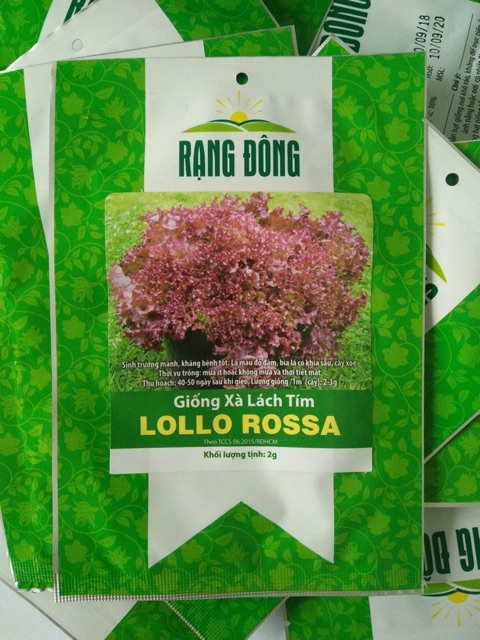 RẠNG ĐÔNG
Sinh trưởng mạnh, kháng bệnh tốt. Lá màu đỏ đậm, bìa lá có khía sâu, cây xòe
Thời vụ trồng: mùa ít hoặc không mưa và thời tiết mát
Thu hoạch: 40-50 ngày sau khi gieo, Lượng giống /1m² (cây): 2-3g
Giống Xà Lách Tím
LOLLO ROSSA
Theo TCCS 06:2015/RĐHCM
Khối lượng tịnh: 2g
ĐÔNG
10/09/18
MSL: 10/09/20
Chú ý:
ĐÔNG